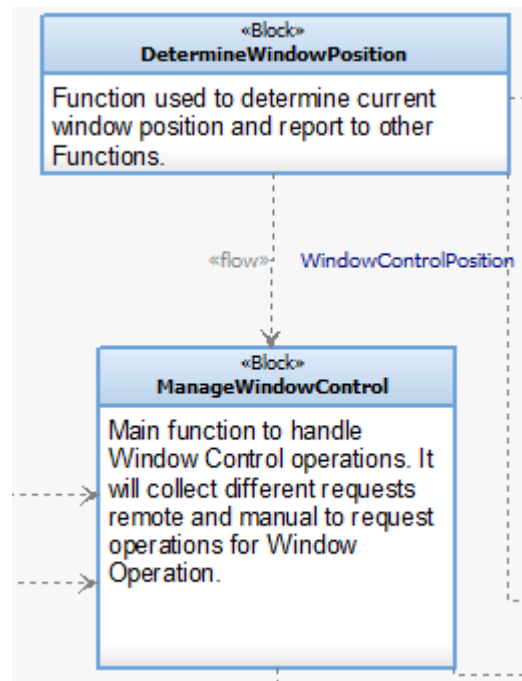 «Block»
DetermineWindowPosition
Function used to determine current
window position and report to other
Functions.
«flow»
WindowControlPosition
«Block»
ManageWindowControl
Main function to handle
Window Control operations. It
will collect different requests
remote and manual to request
operations for Window
Operation.